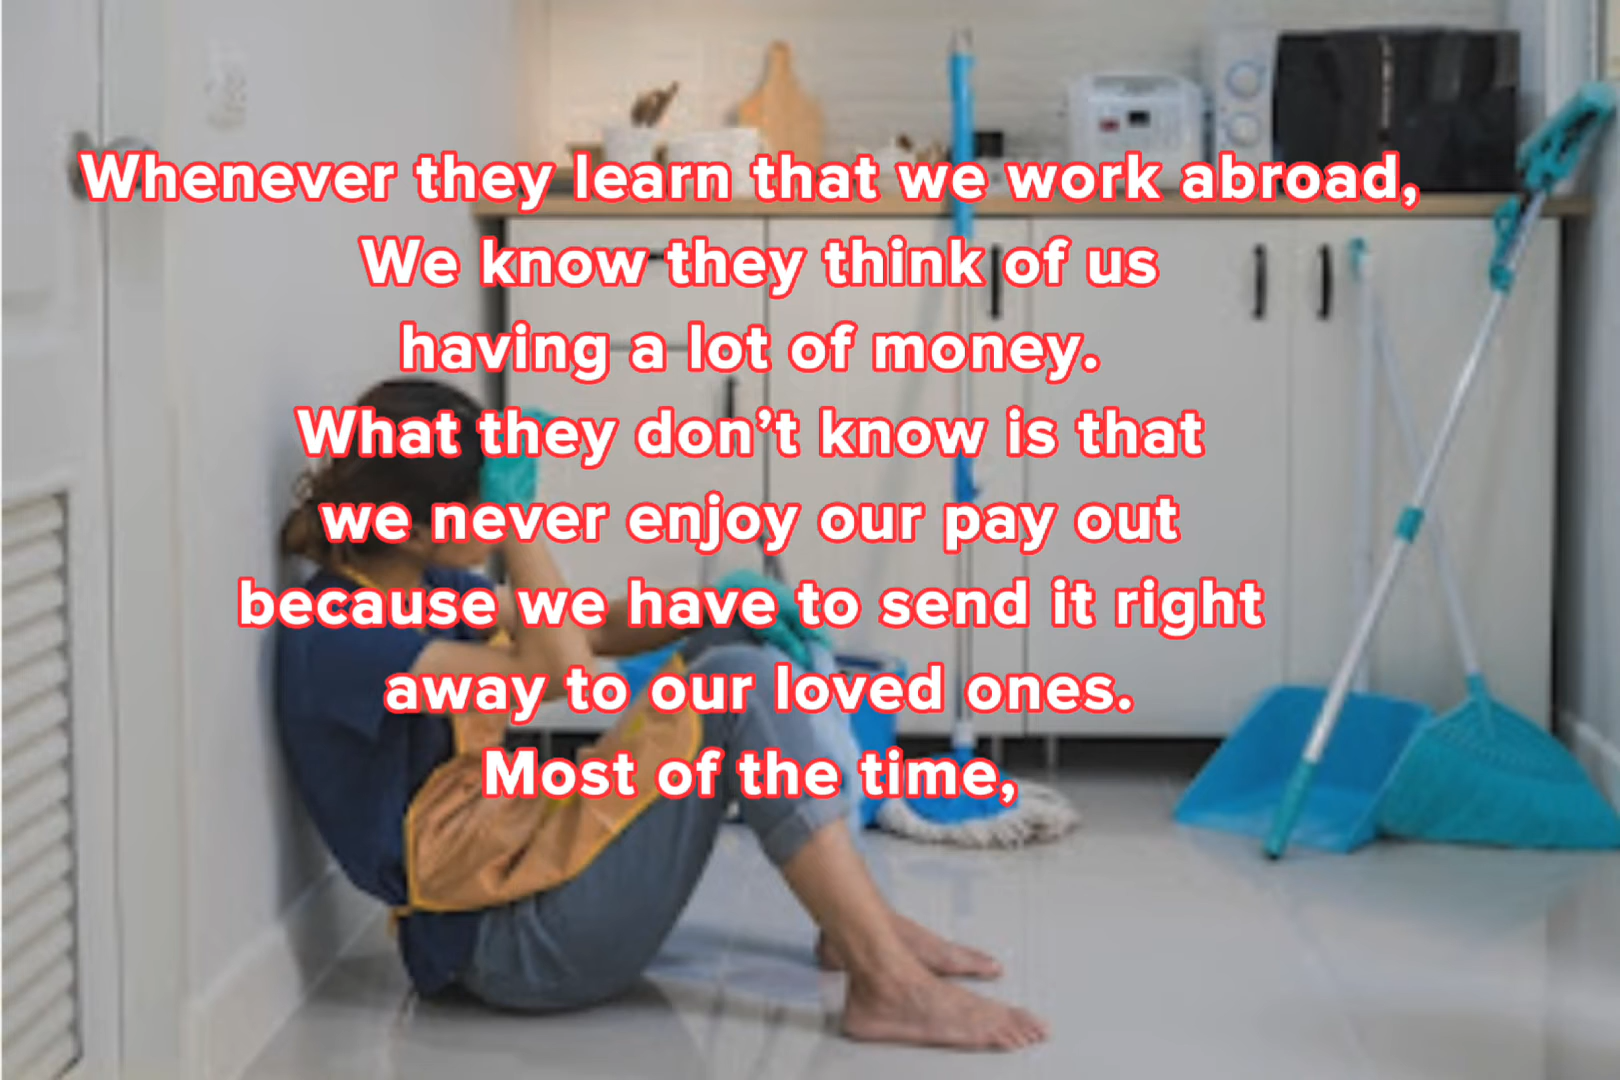 Whenever they learn that we work abroad,
We know they think of us
having a lot of money.
What they don’t know is that
we never enjoy our pay out
because we have to send it right
away to our loved ones.
Most of the time,